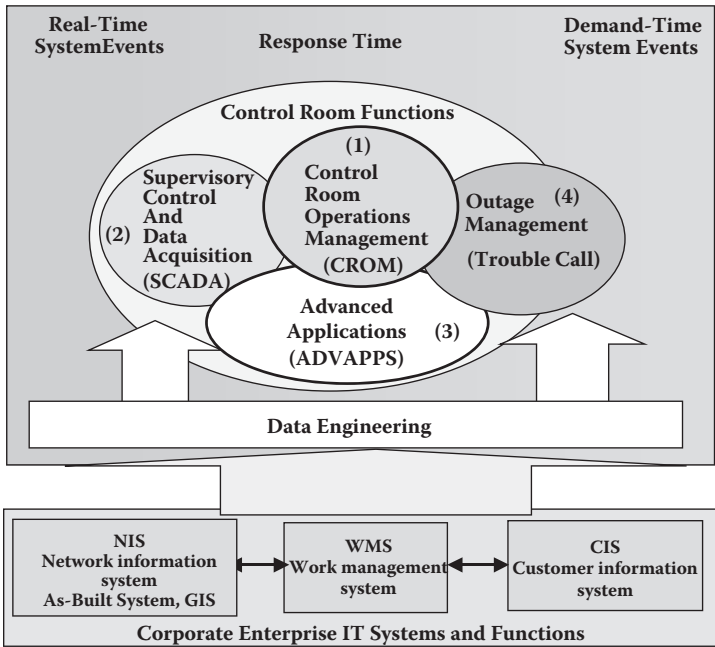 Real-Time
SystemEvents
Response Time
Demand-Time
System Events
Control Room Functions
(1)
Control
Room
Operations
Management
(CROM)
Supervisory
Control
And
(2) Data
Acquisition
(SCADA)
Outage (4)
Management
(Trouble Call)
Advanced
Applications (3)
(ADVAPPS)
Data Engineering
NIS
Network information
system
As-Built System, GIS
WMS
Work management
system
CIS
Customer information
system
Corporate Enterprise IT Systems and Functions